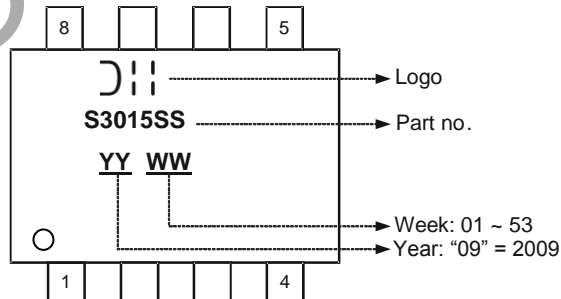 8 5
Logo
S3015SS Part no.
YY WW
Week: 01 ~ 53
Year: “09” = 2009
1 4